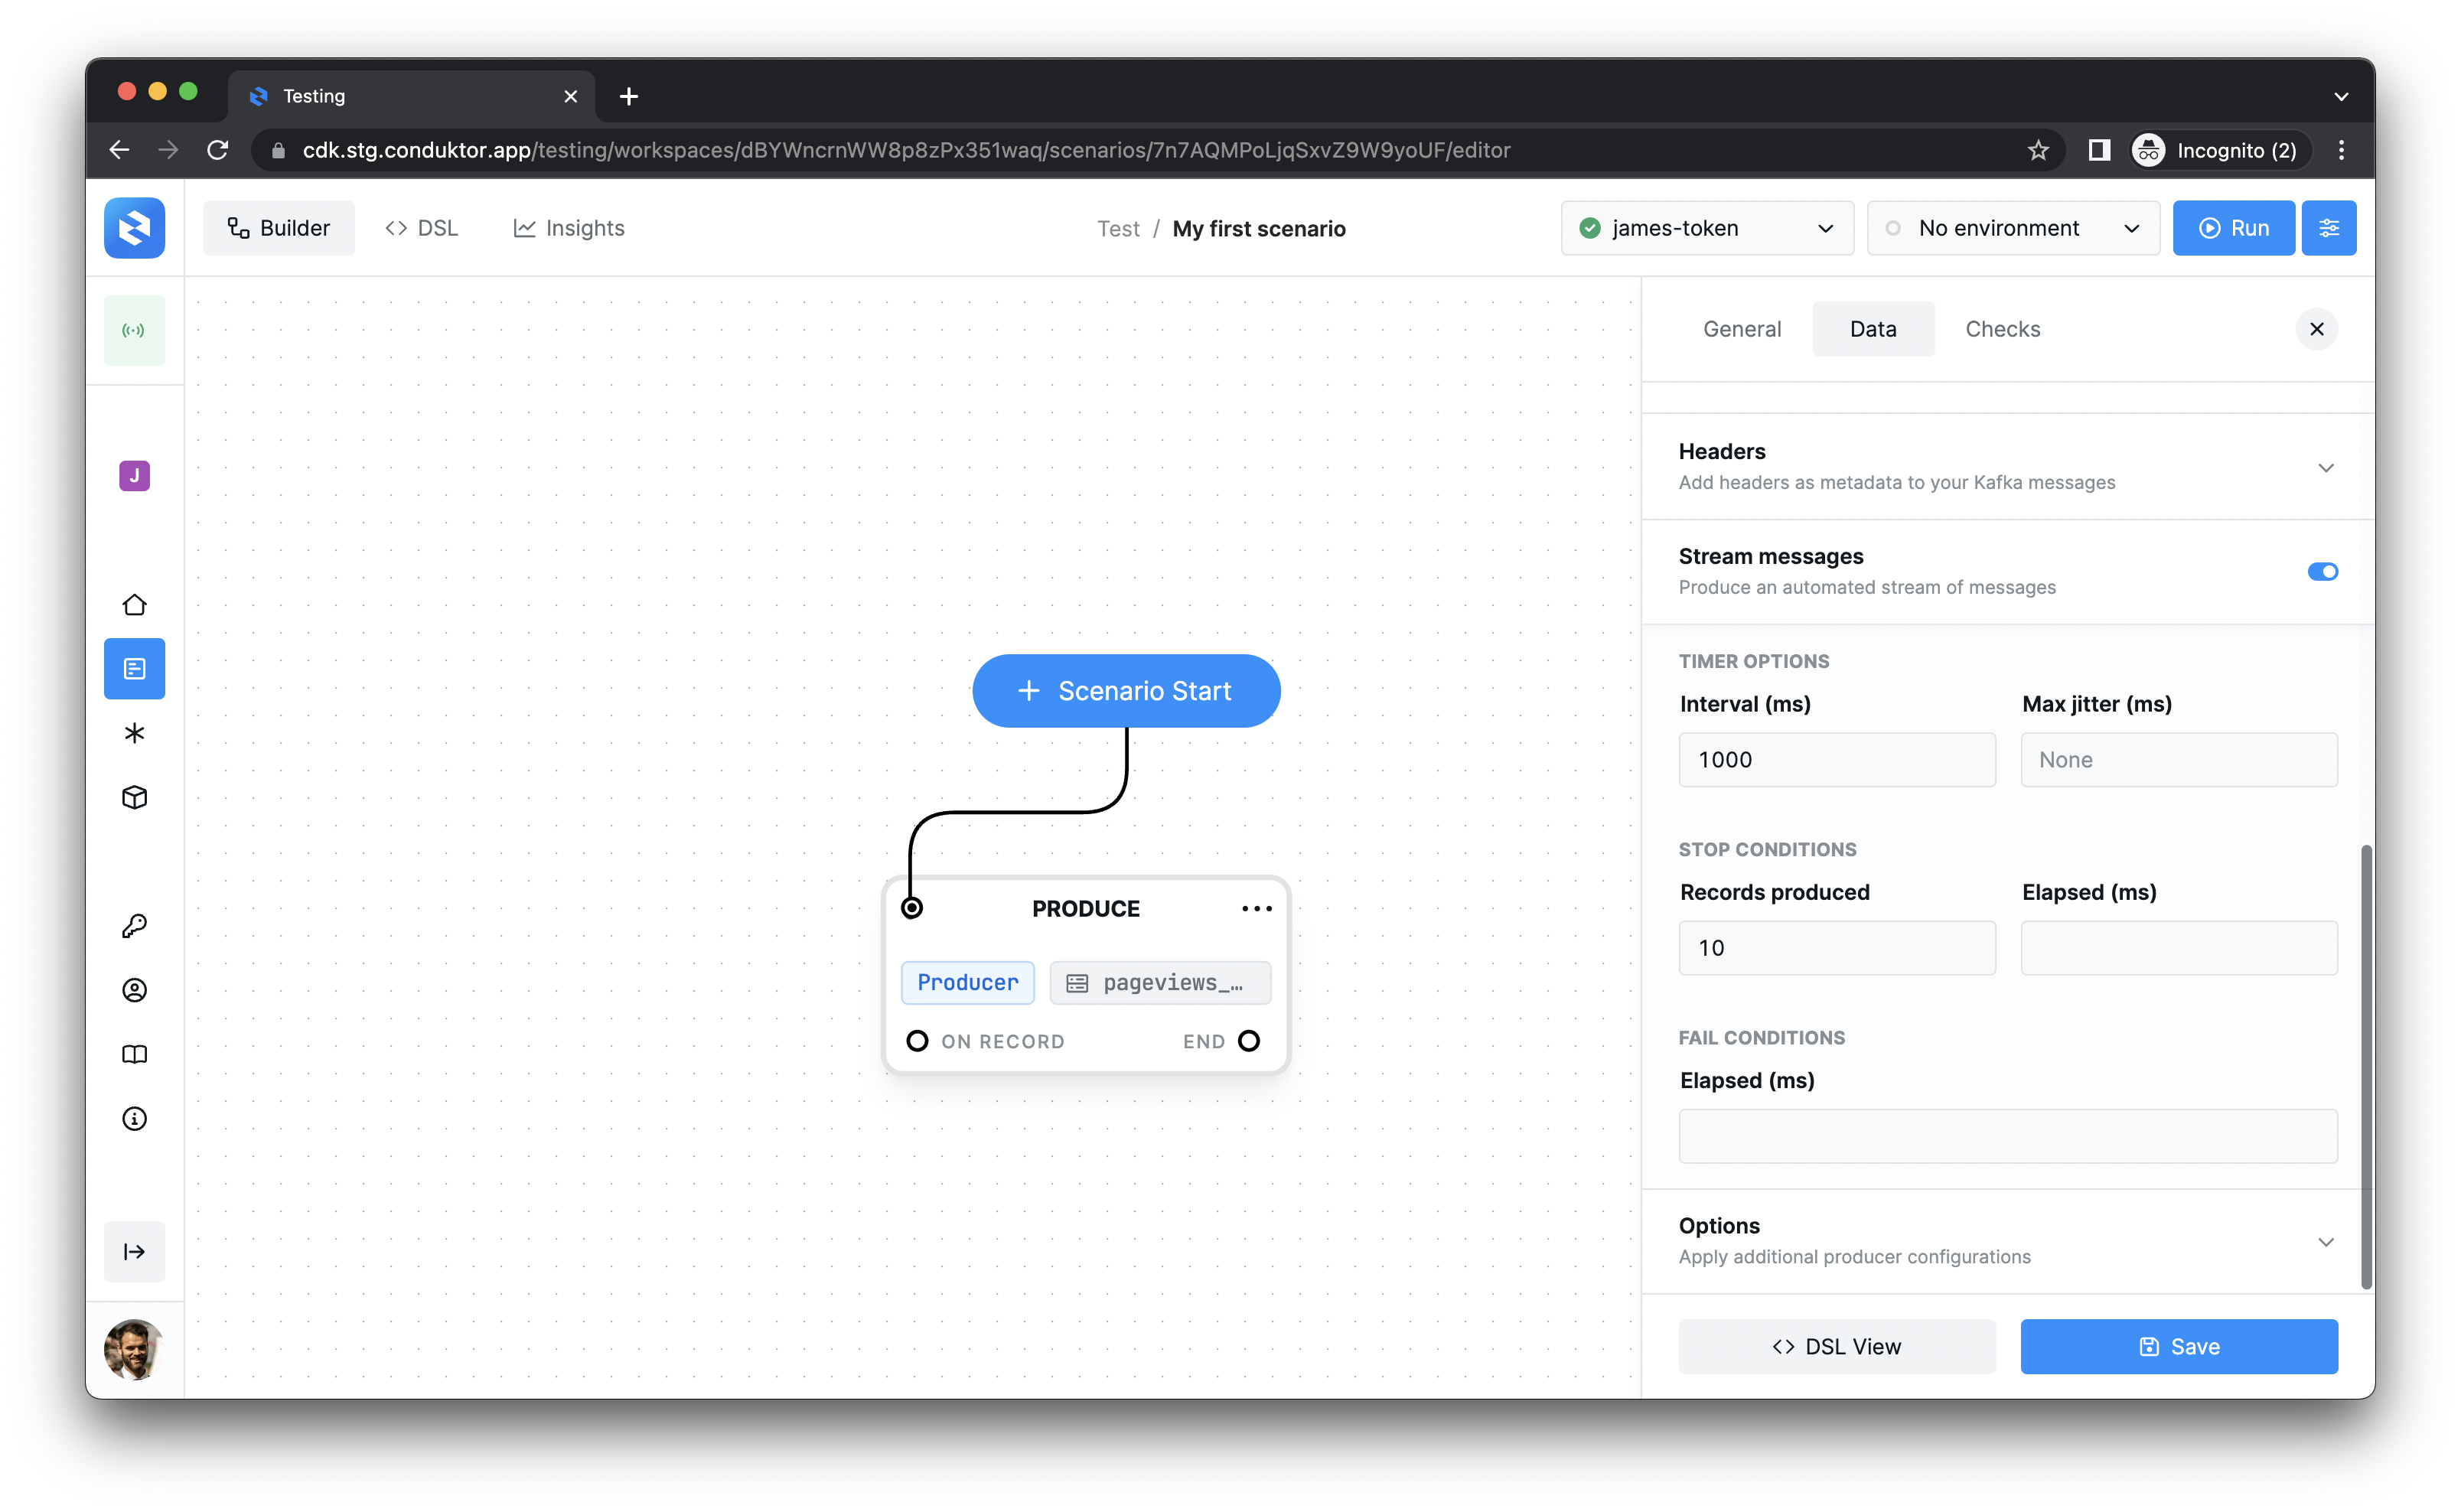 Testing
cdk.stg.conduktor.app/testing/workspaces/dBYWncrnWW8p8zPx351waq/scenarios/7n7AQMPoLjqSxvZ9W9yoUF/editor
Incognito (2)
Builder
<> DSL
Insights
Test / My first scenario
james-token
No environment
Run
General
Data
Checks
J
Headers
Add headers as metadata to your Kafka messages
Stream messages
Produce an automated stream of messages
+ Scenario Start
TIMER OPTIONS
Interval (ms)
Max jitter (ms)
1000
None
STOP CONDITIONS
Records produced
Elapsed (ms)
10
PRODUCE
Producer
pageviews_…
ON RECORD
END
FAIL CONDITIONS
Elapsed (ms)
Options
Apply additional producer configurations
<> DSL View
Save